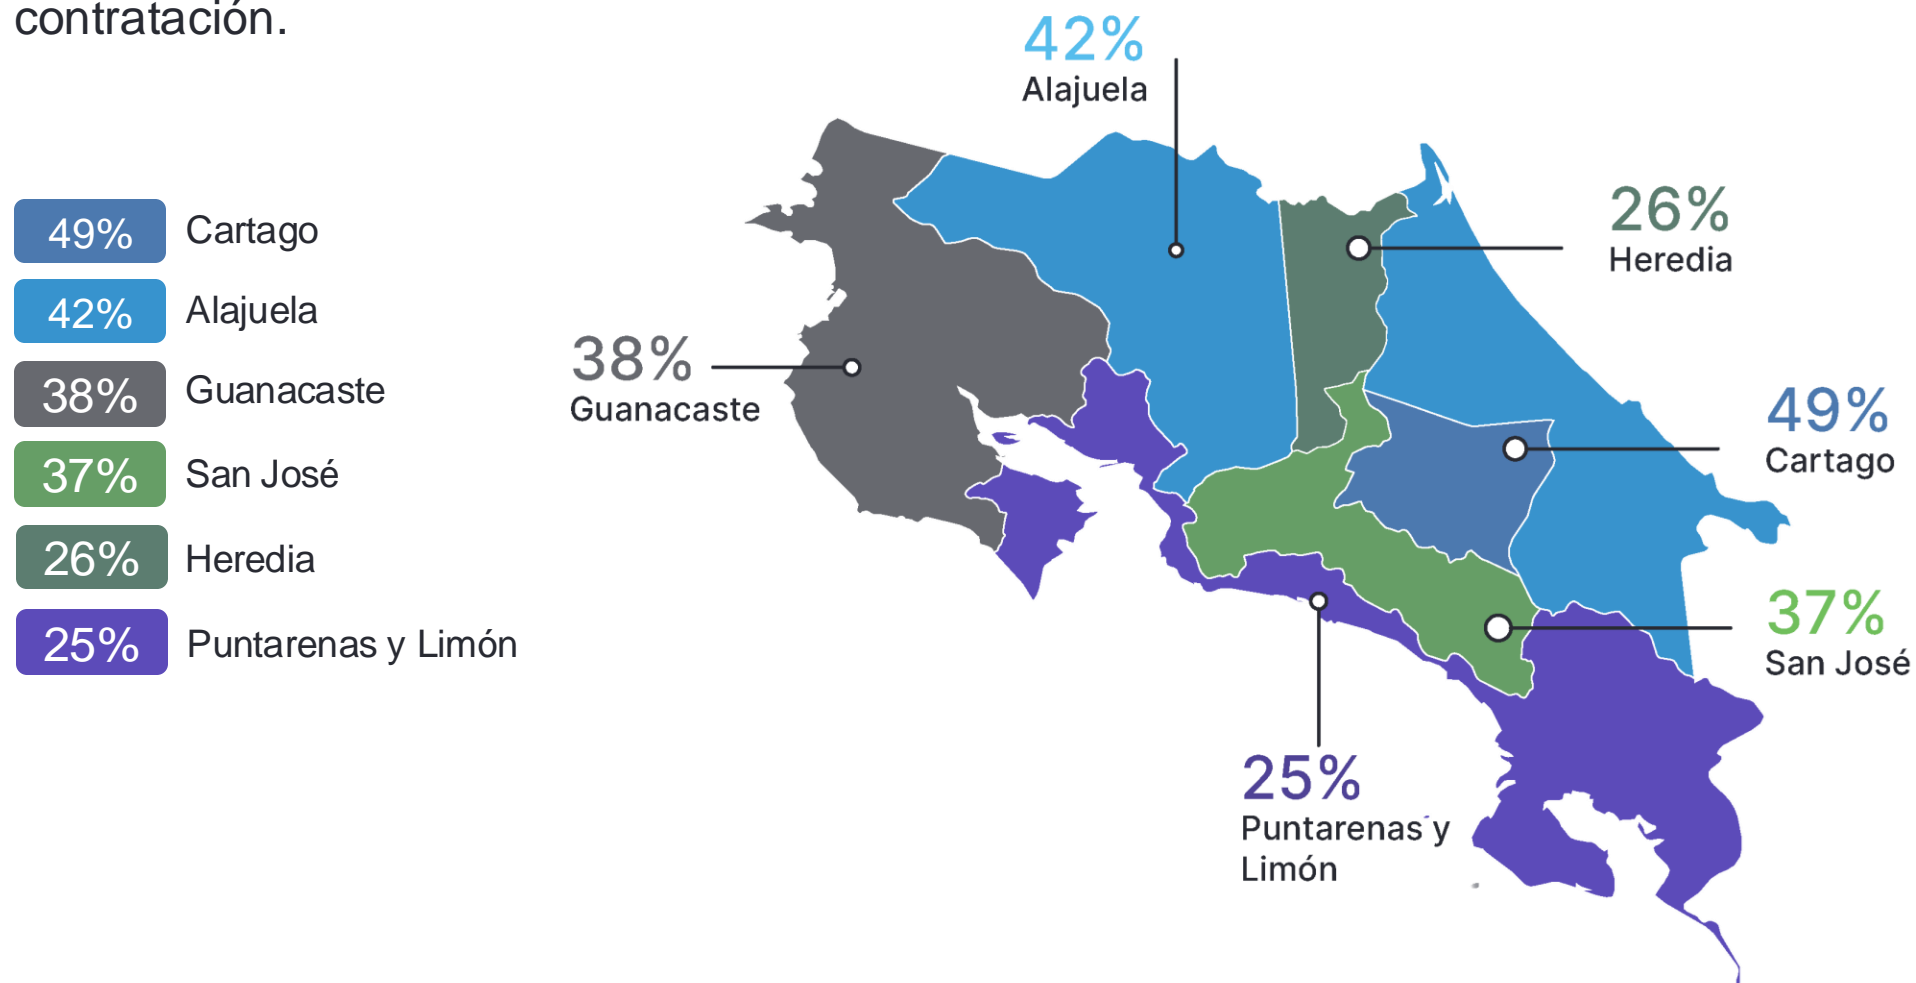 contratación.
49% Cartago
42% Alajuela
38% Guanacaste
37% San José
26% Heredia
25% Puntarenas y Limón
42%
Alajuela
26%
Heredia
38%
Guanacaste
49%
Cartago
37%
San José
25%
Puntarenas y
Limón